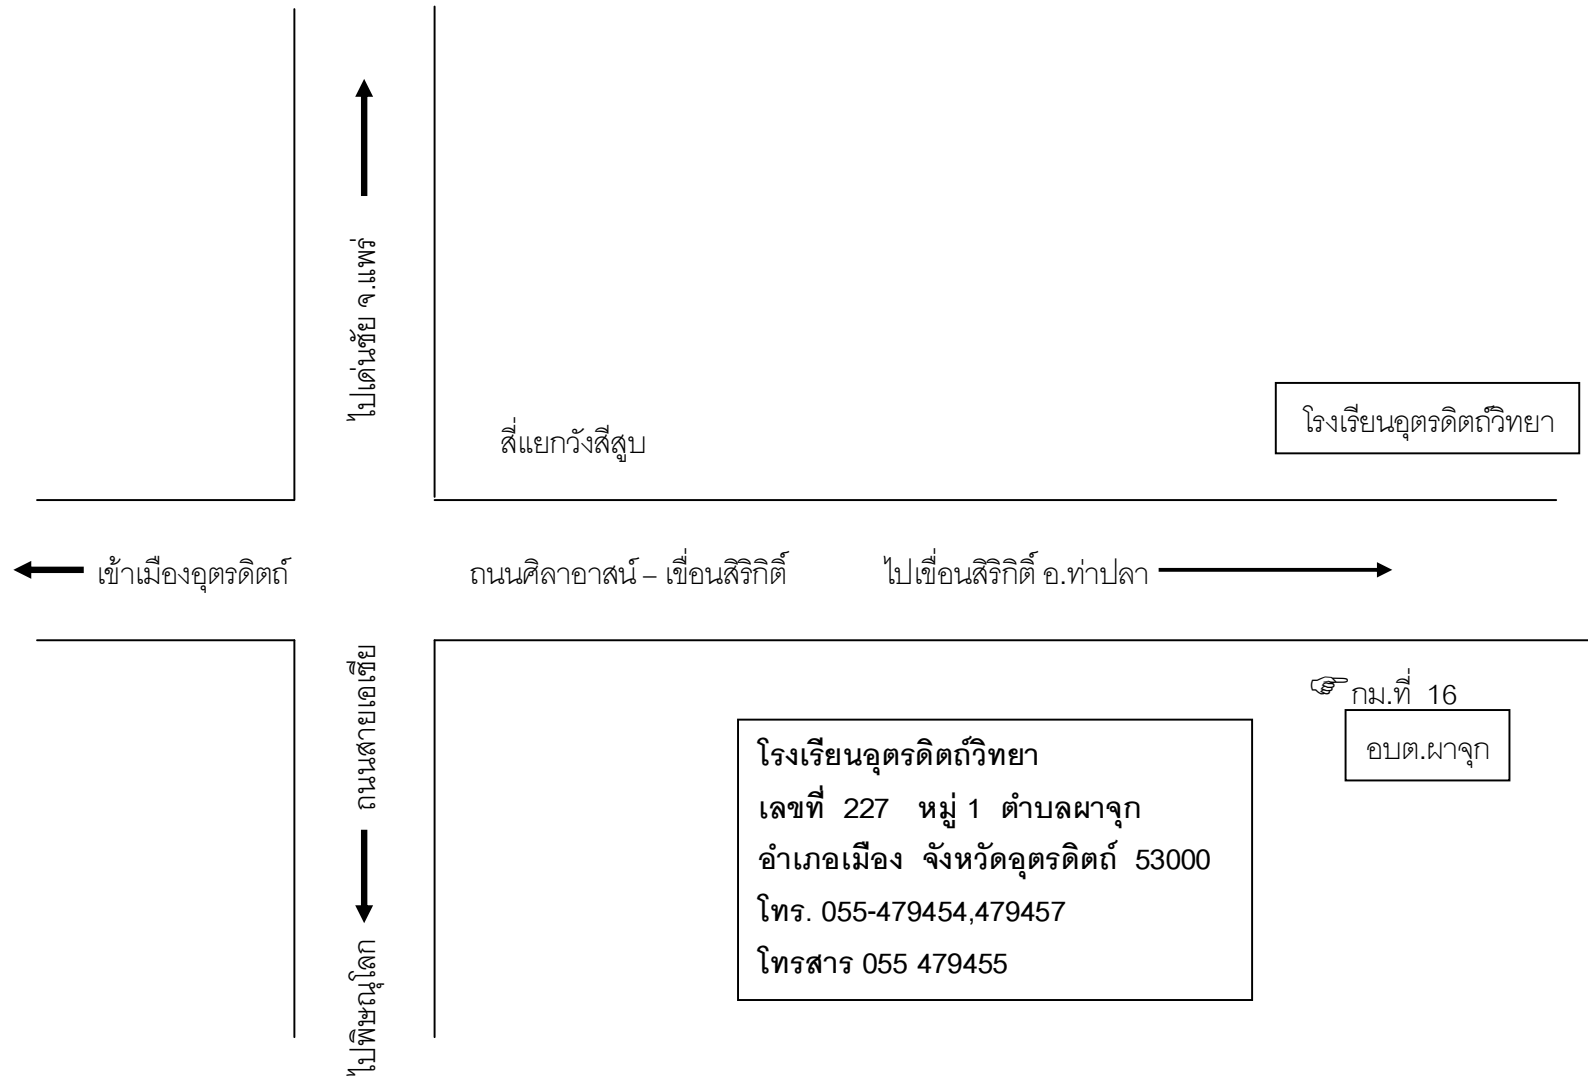 ไปเด่นชัย จ.แพร่
โรงเรียนอุตรดิตถ์วิทยา
สี่แยกวังสีสูบ
เข้าเมืองอุตรดิตถ์
ถนนศิลาอาสน์ – เขื่อนสิริกิติ์
ไปเขื่อนสิริกิติ์ อ.ท่าปลา
ถนนสายเอเชีย
ไปพิษณุโลก
กม.ที่ 16
อบต.ผาจุก
โรงเรียนอุตรดิตถ์วิทยา
เลขที่ 227 หมู่ 1 ตำบลผาจุก
อำเภอเมือง จังหวัดอุตรดิตถ์ 53000
โทร. 055-479454,479457
โทรสาร 055 479455